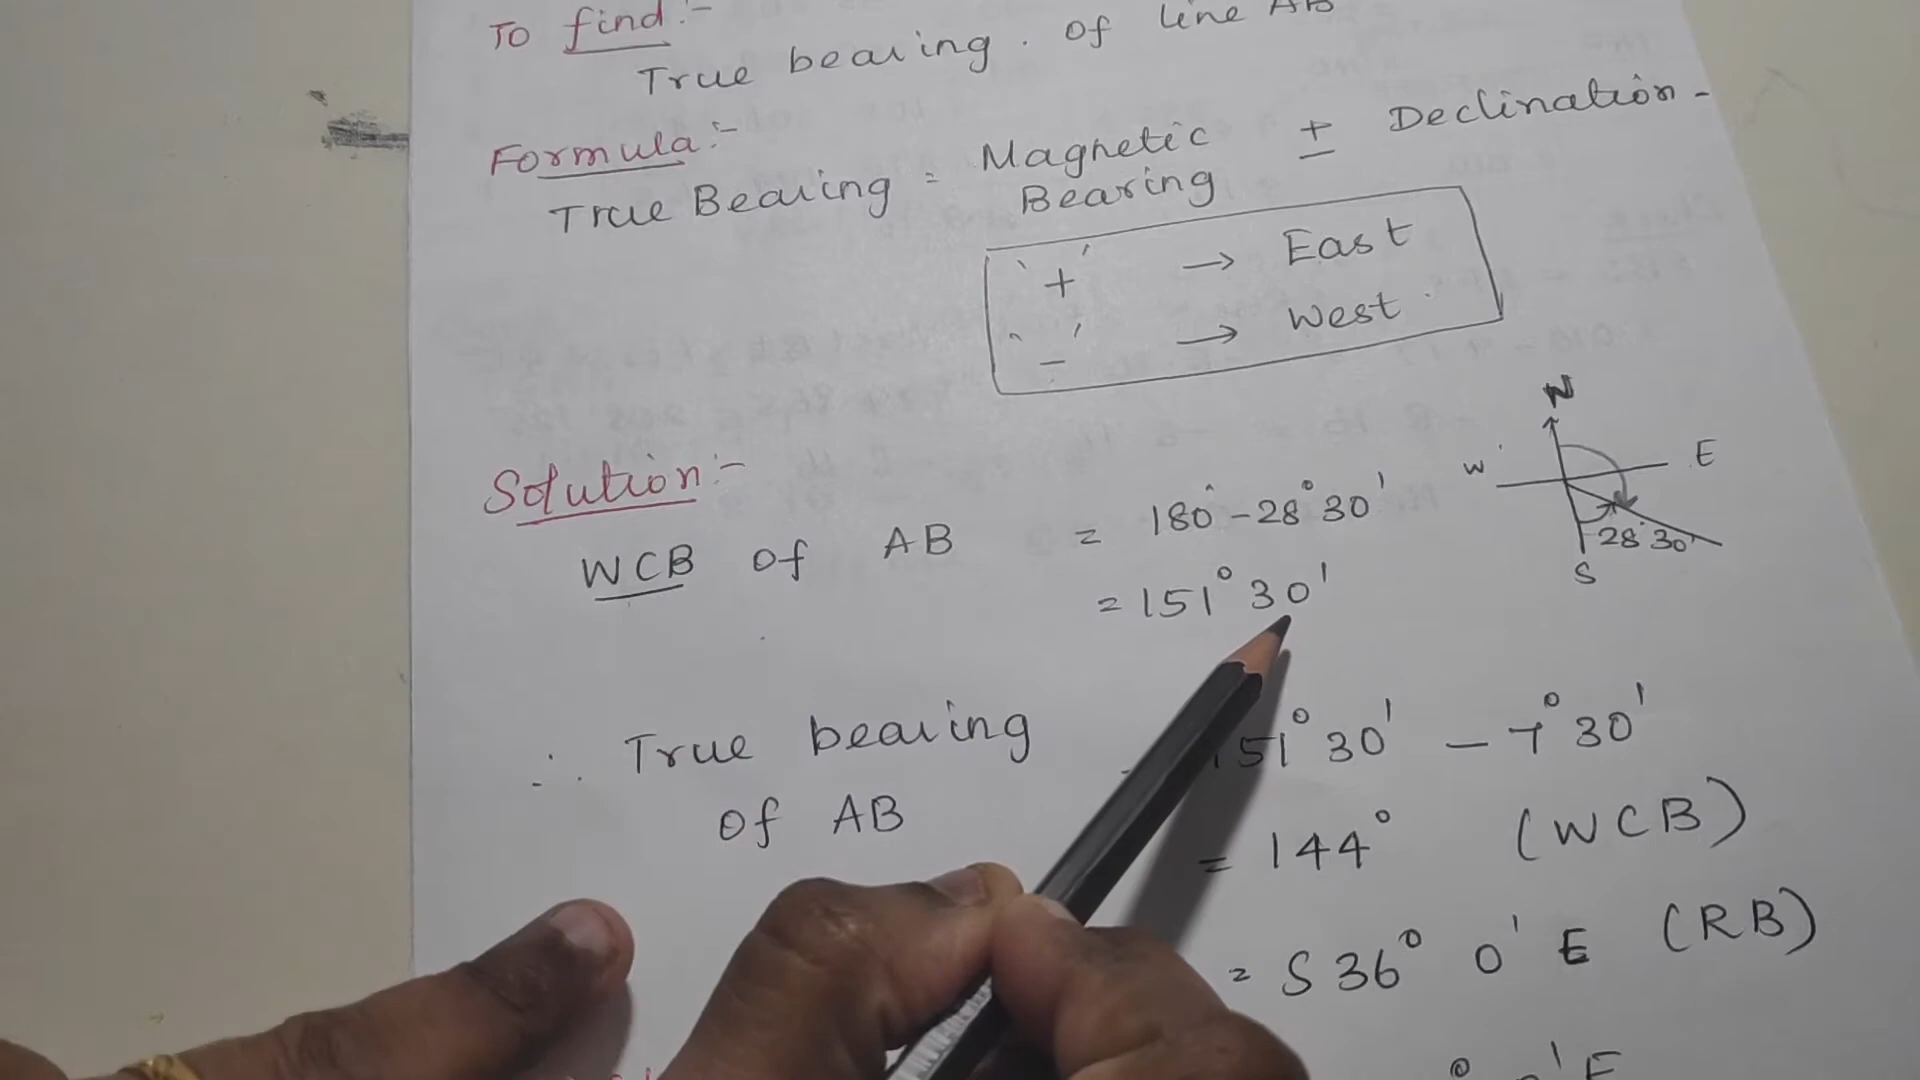 To find :-
True bearing . Of line AB
Formula :-
True Bearing = Magnetic Bearing ± Declination -
'+' → East
'-' → West .
Solution :-
N
W E
S
28°30'
WCB Of AB = 180° - 28°30'
= 151°30'
∴ True bearing Of AB = 151°30' - 7°30'
= 144° (WCB)
= S 36° 0' E (RB)